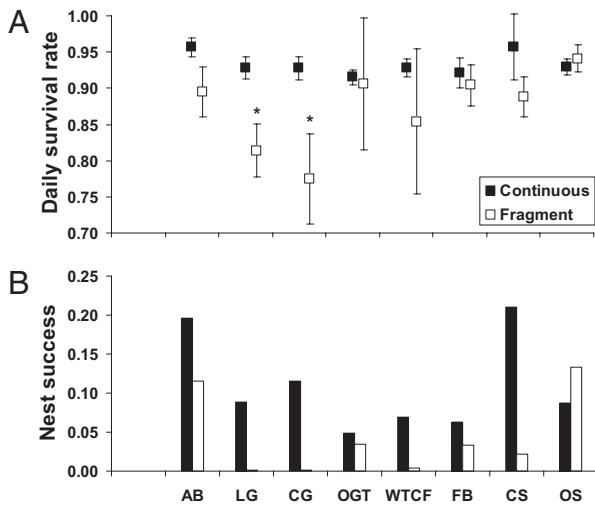 A
Daily survival rate
1.00
0.95
0.90
0.85
0.80
0.75
0.70
* *
Continuous
Fragment
B
Nest success
0.25
0.20
0.15
0.10
0.05
0.00
AB LG CG OGT WTCF FB CS OS